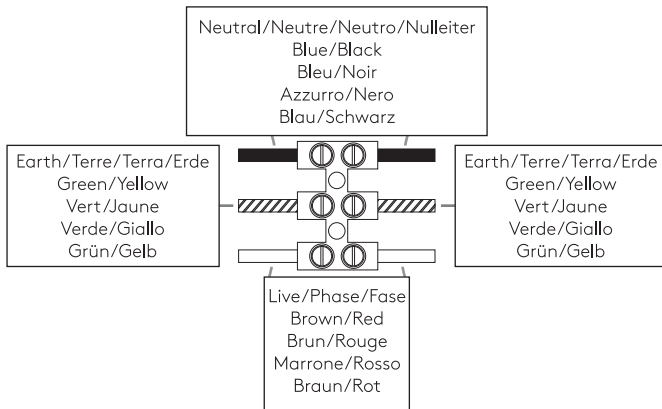 Neutral/Neutre/Neutro/Nulleiter
Blue/Black
Bleu/Noir
Azzurro/Nero
Blau/Schwarz
Earth/Terre/Terra/Erde
Green/Yellow
Vert/Jaune
Verde/Giallo
Grün/Gelb
Earth/Terre/Terra/Erde
Green/Yellow
Vert/Jaune
Verde/Giallo
Grün/Gelb
Live/Phase/Fase
Brown/Red
Brun/Rouge
Marrone/Rosso
Braun/Rot